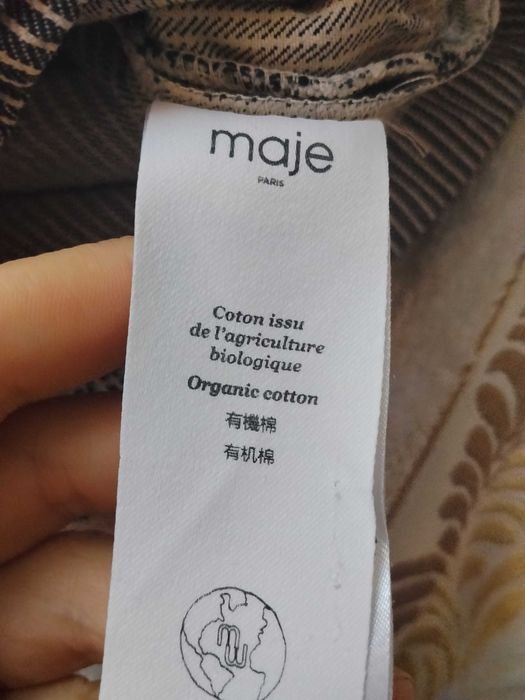 maje
PARIS
Coton issu
de l'agriculture
biologique
Organic cotton
有機棉
有机棉